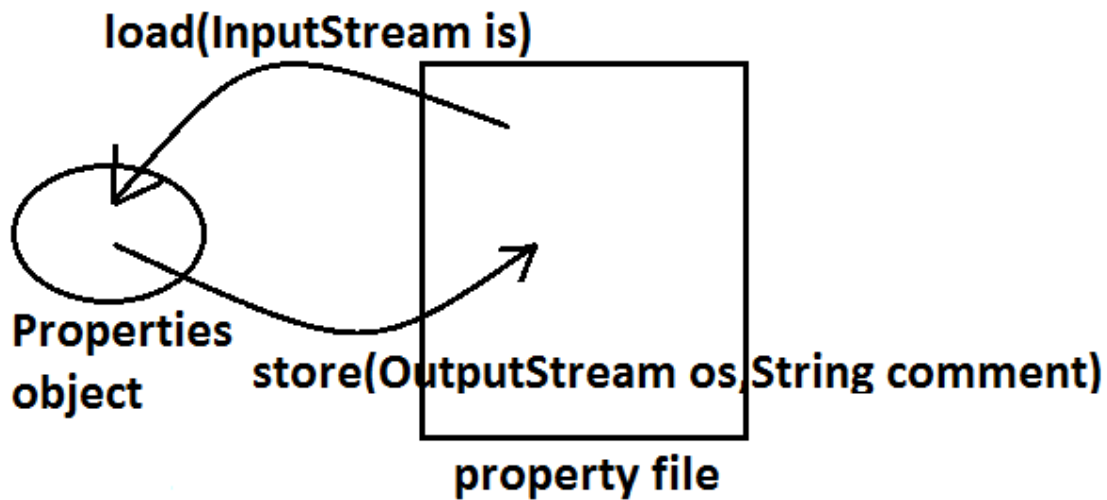 load(InputStream is)
Properties
object
store(OutputStream os,String comment)
property file